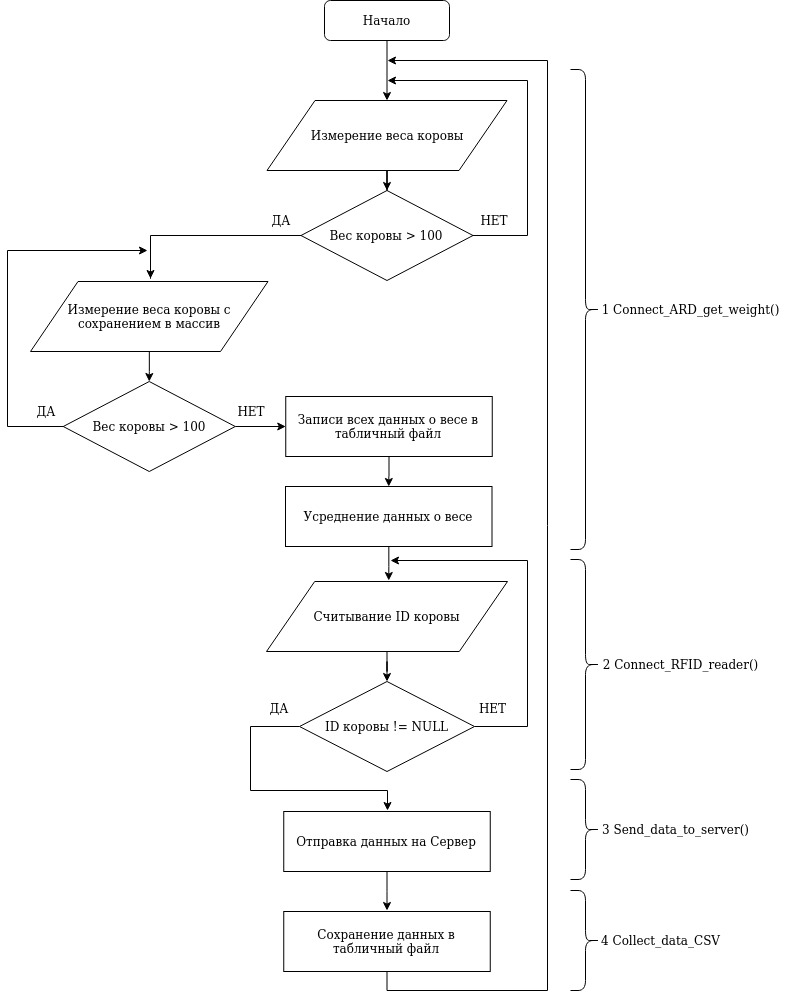 Начало
Измерение веса коровы
ДА
НЕТ
Вес коровы > 100
Измерение веса коровы с
сохранением в массив
1 Connect_ARD_get_weight()
ДА
НЕТ
Вес коровы > 100
Записи всех данных о весе в
табличный файл
Усреднение данных о весе
Считывание ID коровы
2 Connect_RFID_reader()
ДА
НЕТ
ID коровы != NULL
Отправка данных на Сервер
3 Send_data_to_server()
Сохранение данных в
табличный файл
4 Collect_data_CSV